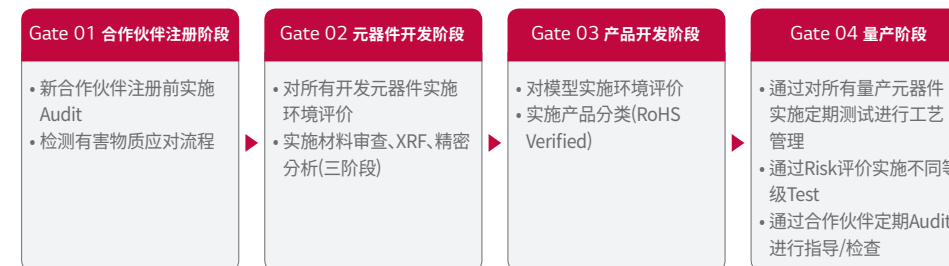 Gate 01 合作伙伴注册阶段
• 新合作伙伴注册前实施
Audit
• 检测有害物质应对流程
Gate 02 元器件开发阶段
• 对所有开发元器件实施
环境评价
• 实施材料审查、XRF、精密
分析(三阶段)
Gate 03 产品开发阶段
• 对模型实施环境评价
• 实施产品分类(RoHS
Verified)
Gate 04 量产阶段
• 通过对所有量产元器件
实施定期测试进行工艺
管理
• 通过Risk评价实施不同等
级Test
• 通过合作伙伴定期Audit
进行指导/检查